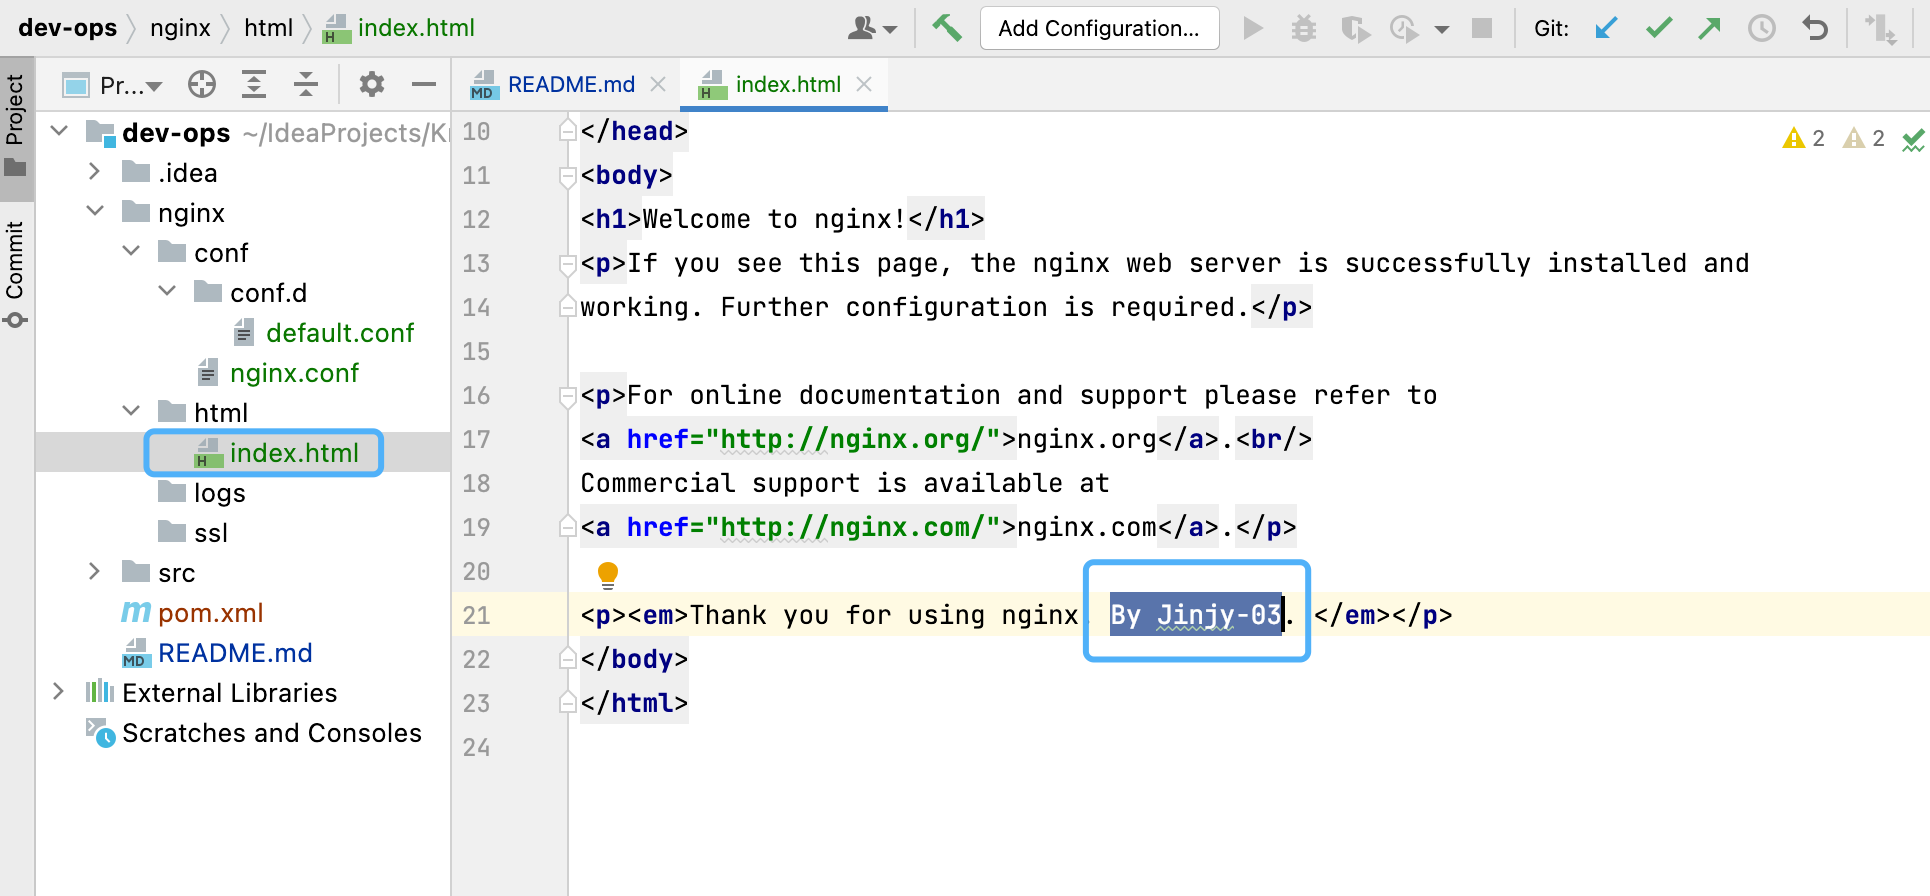 dev-ops nginx html index.html Add Configuration... Git:
Project
Commit
Pr...
README.md index.html
dev-ops ~/IdeaProjects/K
.idea
nginx
conf
conf.d
default.conf
nginx.conf
html
index.html
logs
ssl
src
pom.xml
README.md
External Libraries
Scratches and Consoles
2 2
10 </head>
11 <body>
12 <h1>Welcome to nginx!</h1>
13 <p>If you see this page, the nginx web server is successfully installed and
14 working. Further configuration is required.</p>
15
16 <p>For online documentation and support please refer to
17 <a href="http://nginx.org/">nginx.org</a>.<br/>
18 Commercial support is available at
19 <a href="http://nginx.com/">nginx.com</a>.</p>
20
21 <p><em>Thank you for using nginx. By Jinjy-03. </em></p>
22 </body>
23 </html>
24